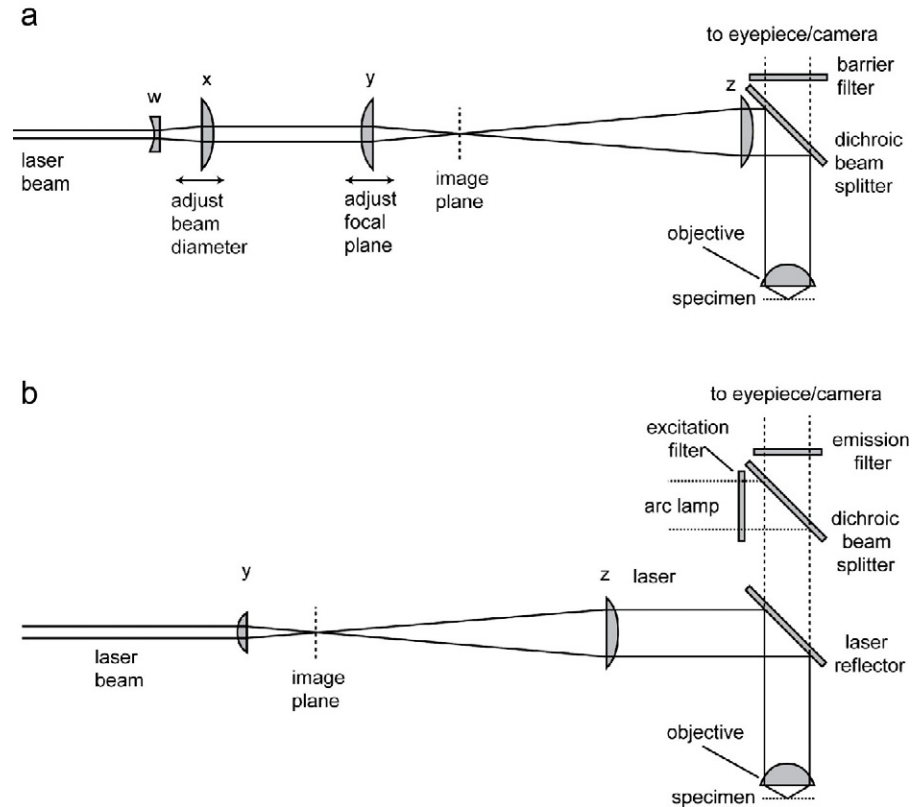 a
to eyepiece/camera
barrier
filter
w
x
y
z
laser
beam
adjust
beam
diameter
adjust
focal
plane
image
plane
dichroic
beam
splitter
objective
specimen
b
to eyepiece/camera
excitation
filter
emission
filter
arc lamp
dichroic
beam
splitter
y
z
laser
laser
beam
image
plane
laser
reflector
objective
specimen